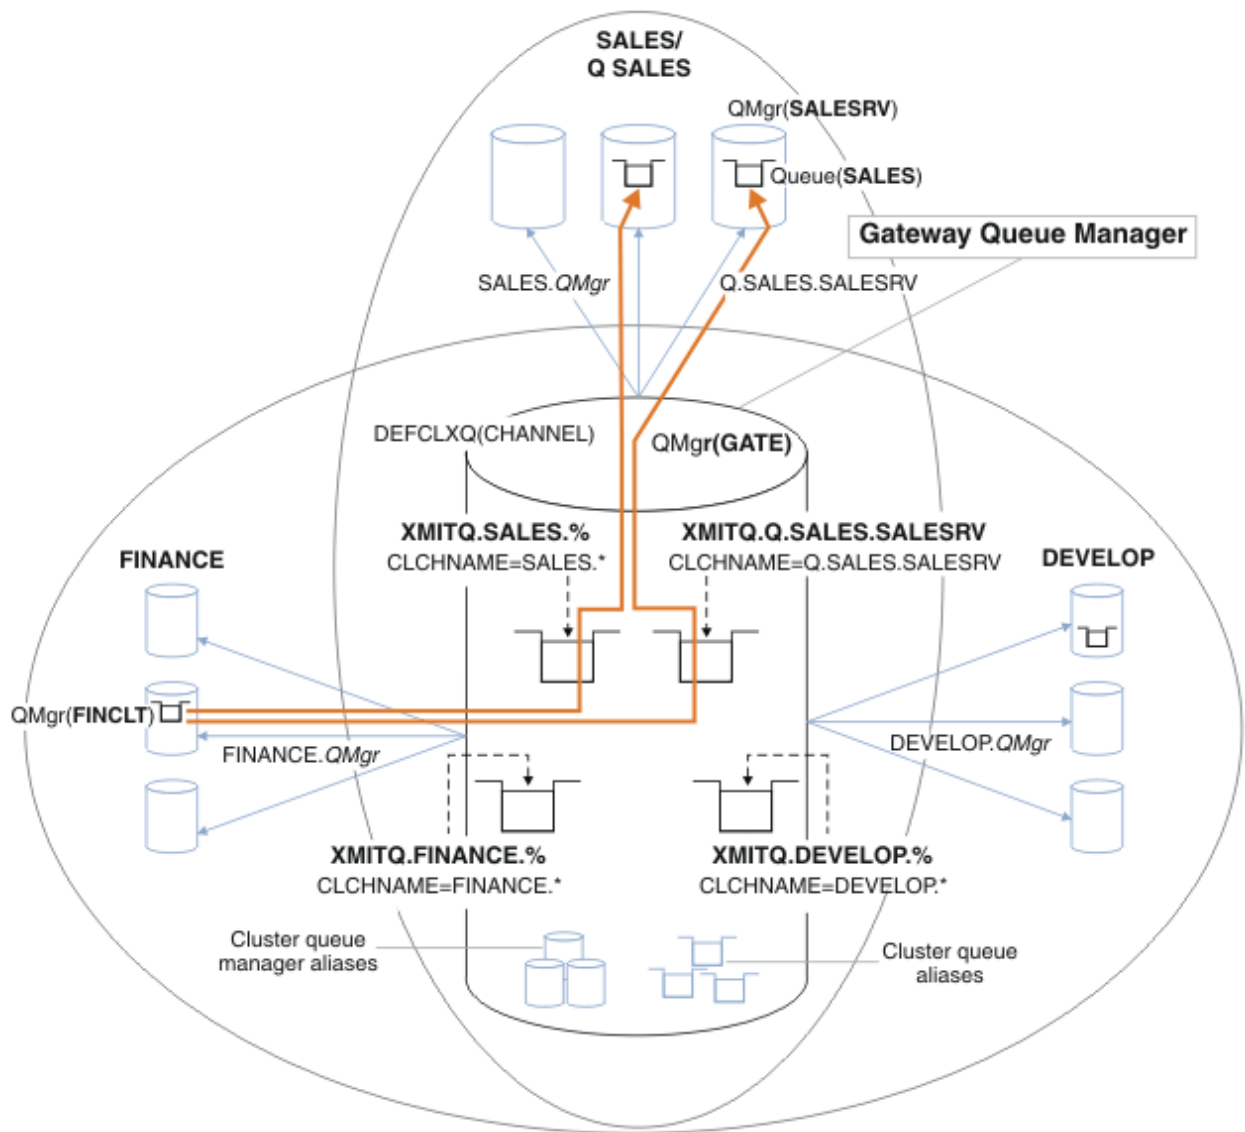 SALES/
Q SALES
QMgr(SALESRV)
Queue(SALES)
Gateway Queue Manager
SALES.QMgr
Q.SALES.SALESRV
DEFCLXQ(CHANNEL)
QMgr(GATE)
XMITQ.SALES.%
CLCHNAME=SALES.*
XMITQ.Q.SALES.SALESRV
CLCHNAME=Q.SALES.SALESRV
FINANCE
DEVELOP
QMgr(FINCLT)
FINANCE.QMgr
DEVELOP.QMgr
XMITQ.FINANCE.%
CLCHNAME=FINANCE.*
XMITQ.DEVELOP.%
CLCHNAME=DEVELOP.*
Cluster queue
manager aliases
Cluster queue
aliases